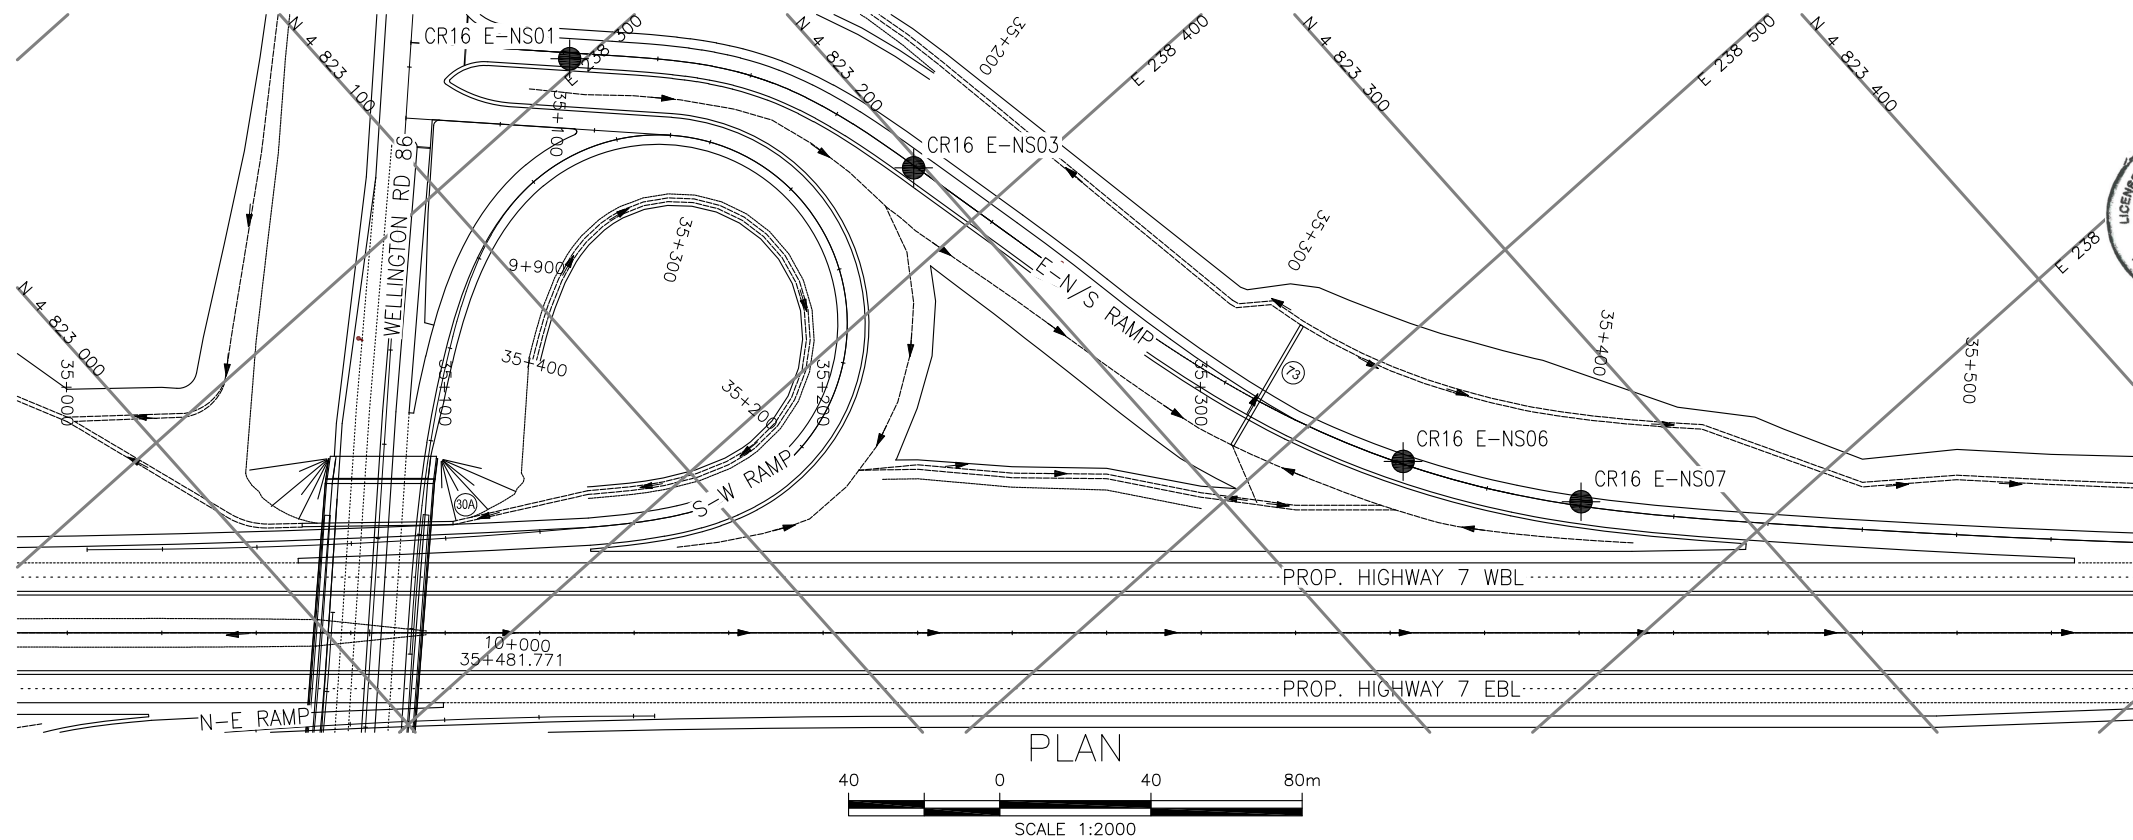 CR16 E-NS01
E 238 300
N 4 823 100
N 4 823 200
35+200
E 238 400
N 4 823 300
E 238 500
N 4 823 400
35+100
WELLINGTON RD 86
CR16 E-NS03
9+900
35+300
35+300
E-N/S RAMP
E 238
N 4 823 000
35+000
35+100
35+400
35+200
35+200
35+300
73
35+400
35+500
CR16 E-NS06
CR16 E-NS07
30A
S-W RAMP
PROP. HIGHWAY 7 WBL
10+000
35+481.771
PROP. HIGHWAY 7 EBL
N-E RAMP
PLAN
40 0 40 80m
SCALE 1:2000